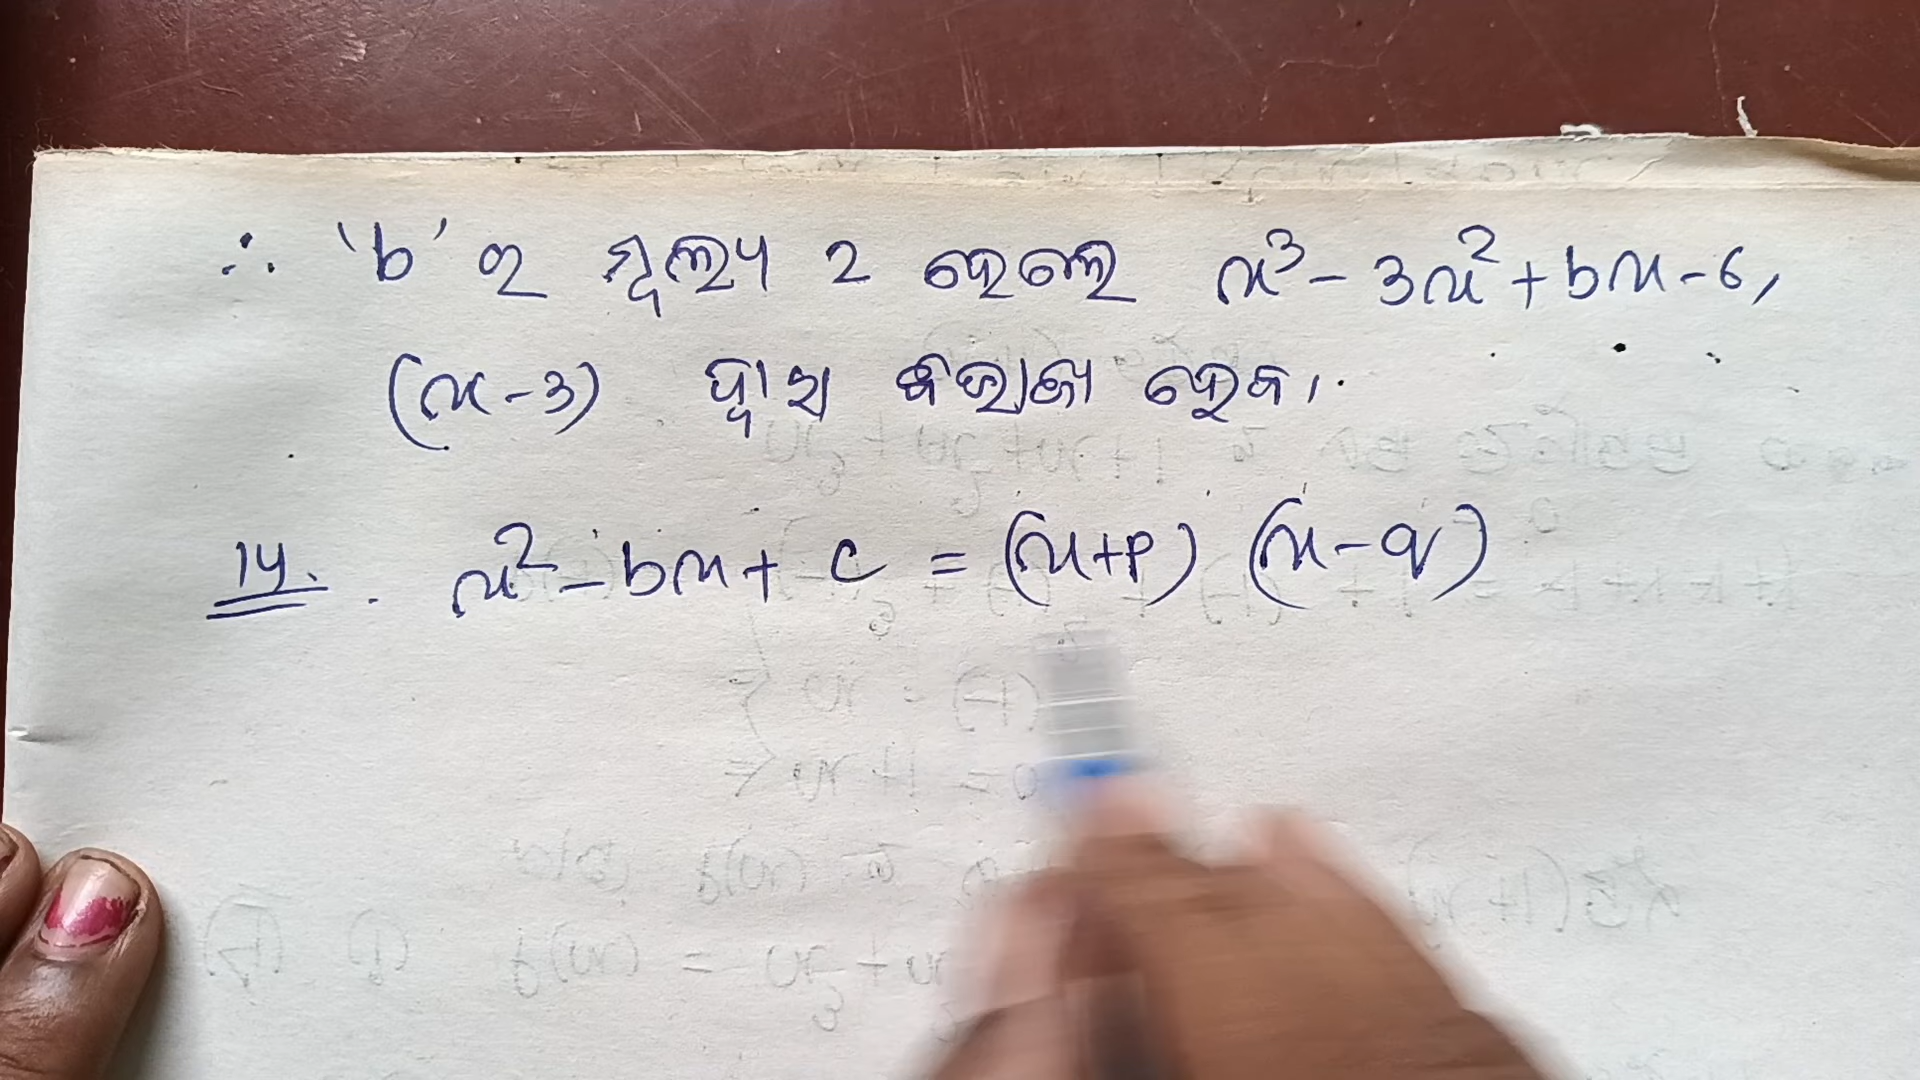 ∴ 'b' ର ମୂଲ୍ୟ 2 ହେଲେ x³ - 3x² + bx - 6,
(x - 3) ଦ୍ୱାରା ବିଭାଜ୍ୟ ହେବ।
14. x² - bx + c = (x+p) (x-q)